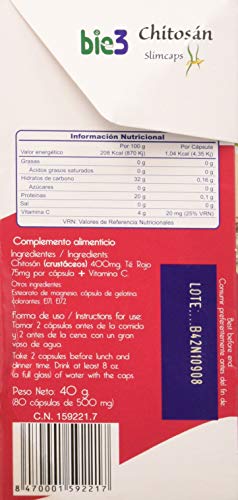 bie3 Chitosán
Slimcaps
Información Nutricional
Por 100 g Por Cápsula
Valor energético 208 Kcal (870 Kj) 1,04 Kcal (4,35 Kj)
Grasas 0 0
Ácidos grasos saturados 0 0
Hidratos de carbono 32 g 0,16 g
Azúcares 0 0
Proteínas 20 g 0,1 g
Sal 0 0
Vitamina C 4 g 20 mg (25% VRN)
VRN: Valores de Referencia Nutricionales
Complemento alimenticio
Ingredientes / Ingredients:
Chitosán (crustáceos) 400mg. Té Rojo
75mg por cápsula + Vitamina C.
Otros ingredientes:
Estearato de magnesio, cápsula de gelatina,
colorantes: E171, E172
Forma de uso / Instructions for use:
Tomar 2 cápsulas antes de la comida
y 2 antes de la cena con un gran
vaso de agua.
Take 2 capsules before lunch and
dinner time. Drink at least 8 oz.
(a full glass) of water with the caps.
Peso Neto: 40 g
(80 cápsulas de 500 mg)
C.N. 159221.7
8 470001 592217
LOTE...:B42N10908
Best before end:
Consumir preferentemente antes del fin de: